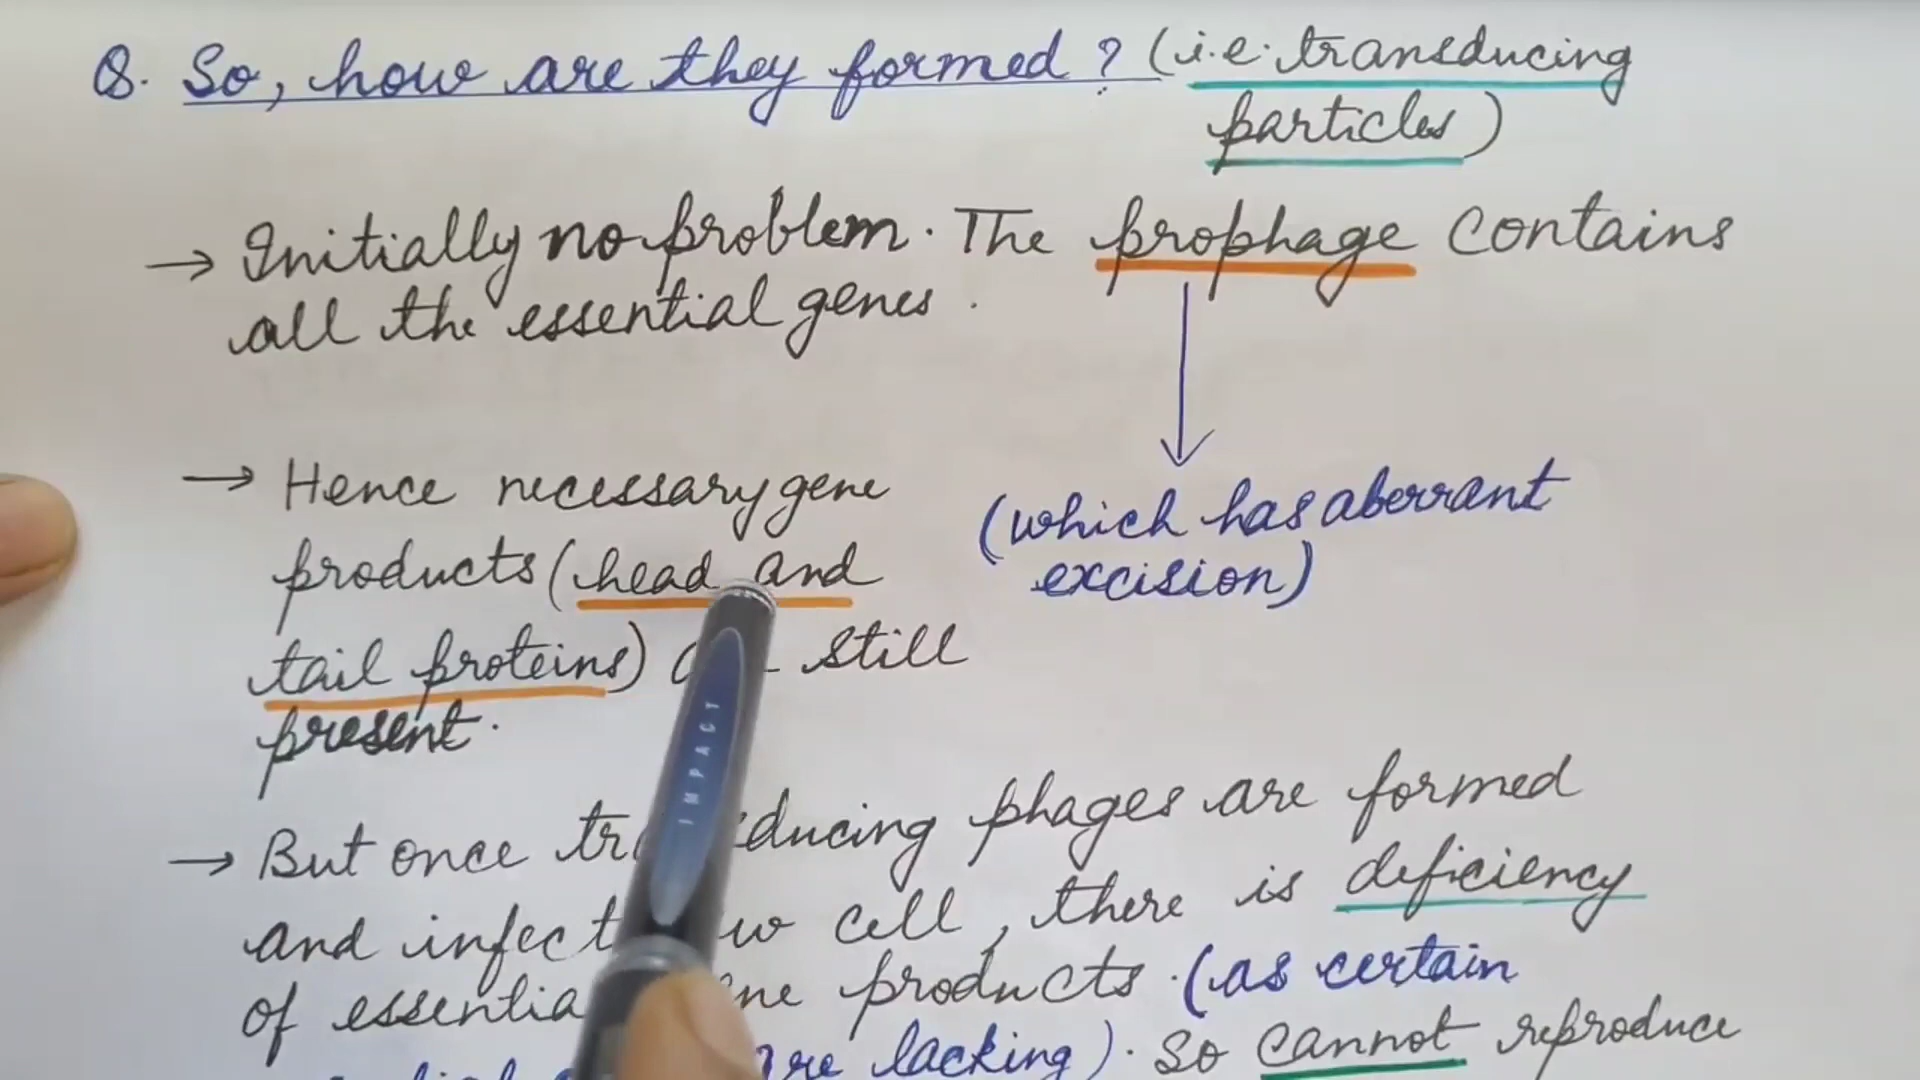 Q. So, how are they formed? (i.e. transducing
particles)
→ Initially no problem. The prophage contains
all the essential genes.
→ Hence necessary gene
products (head and
tail proteins) still
present.
(which has aberrant
excision)
→ But once phages are formed
and infect cell, there is deficiency
of products. (as certain
lacking). So cannot reproduce
IMPACT